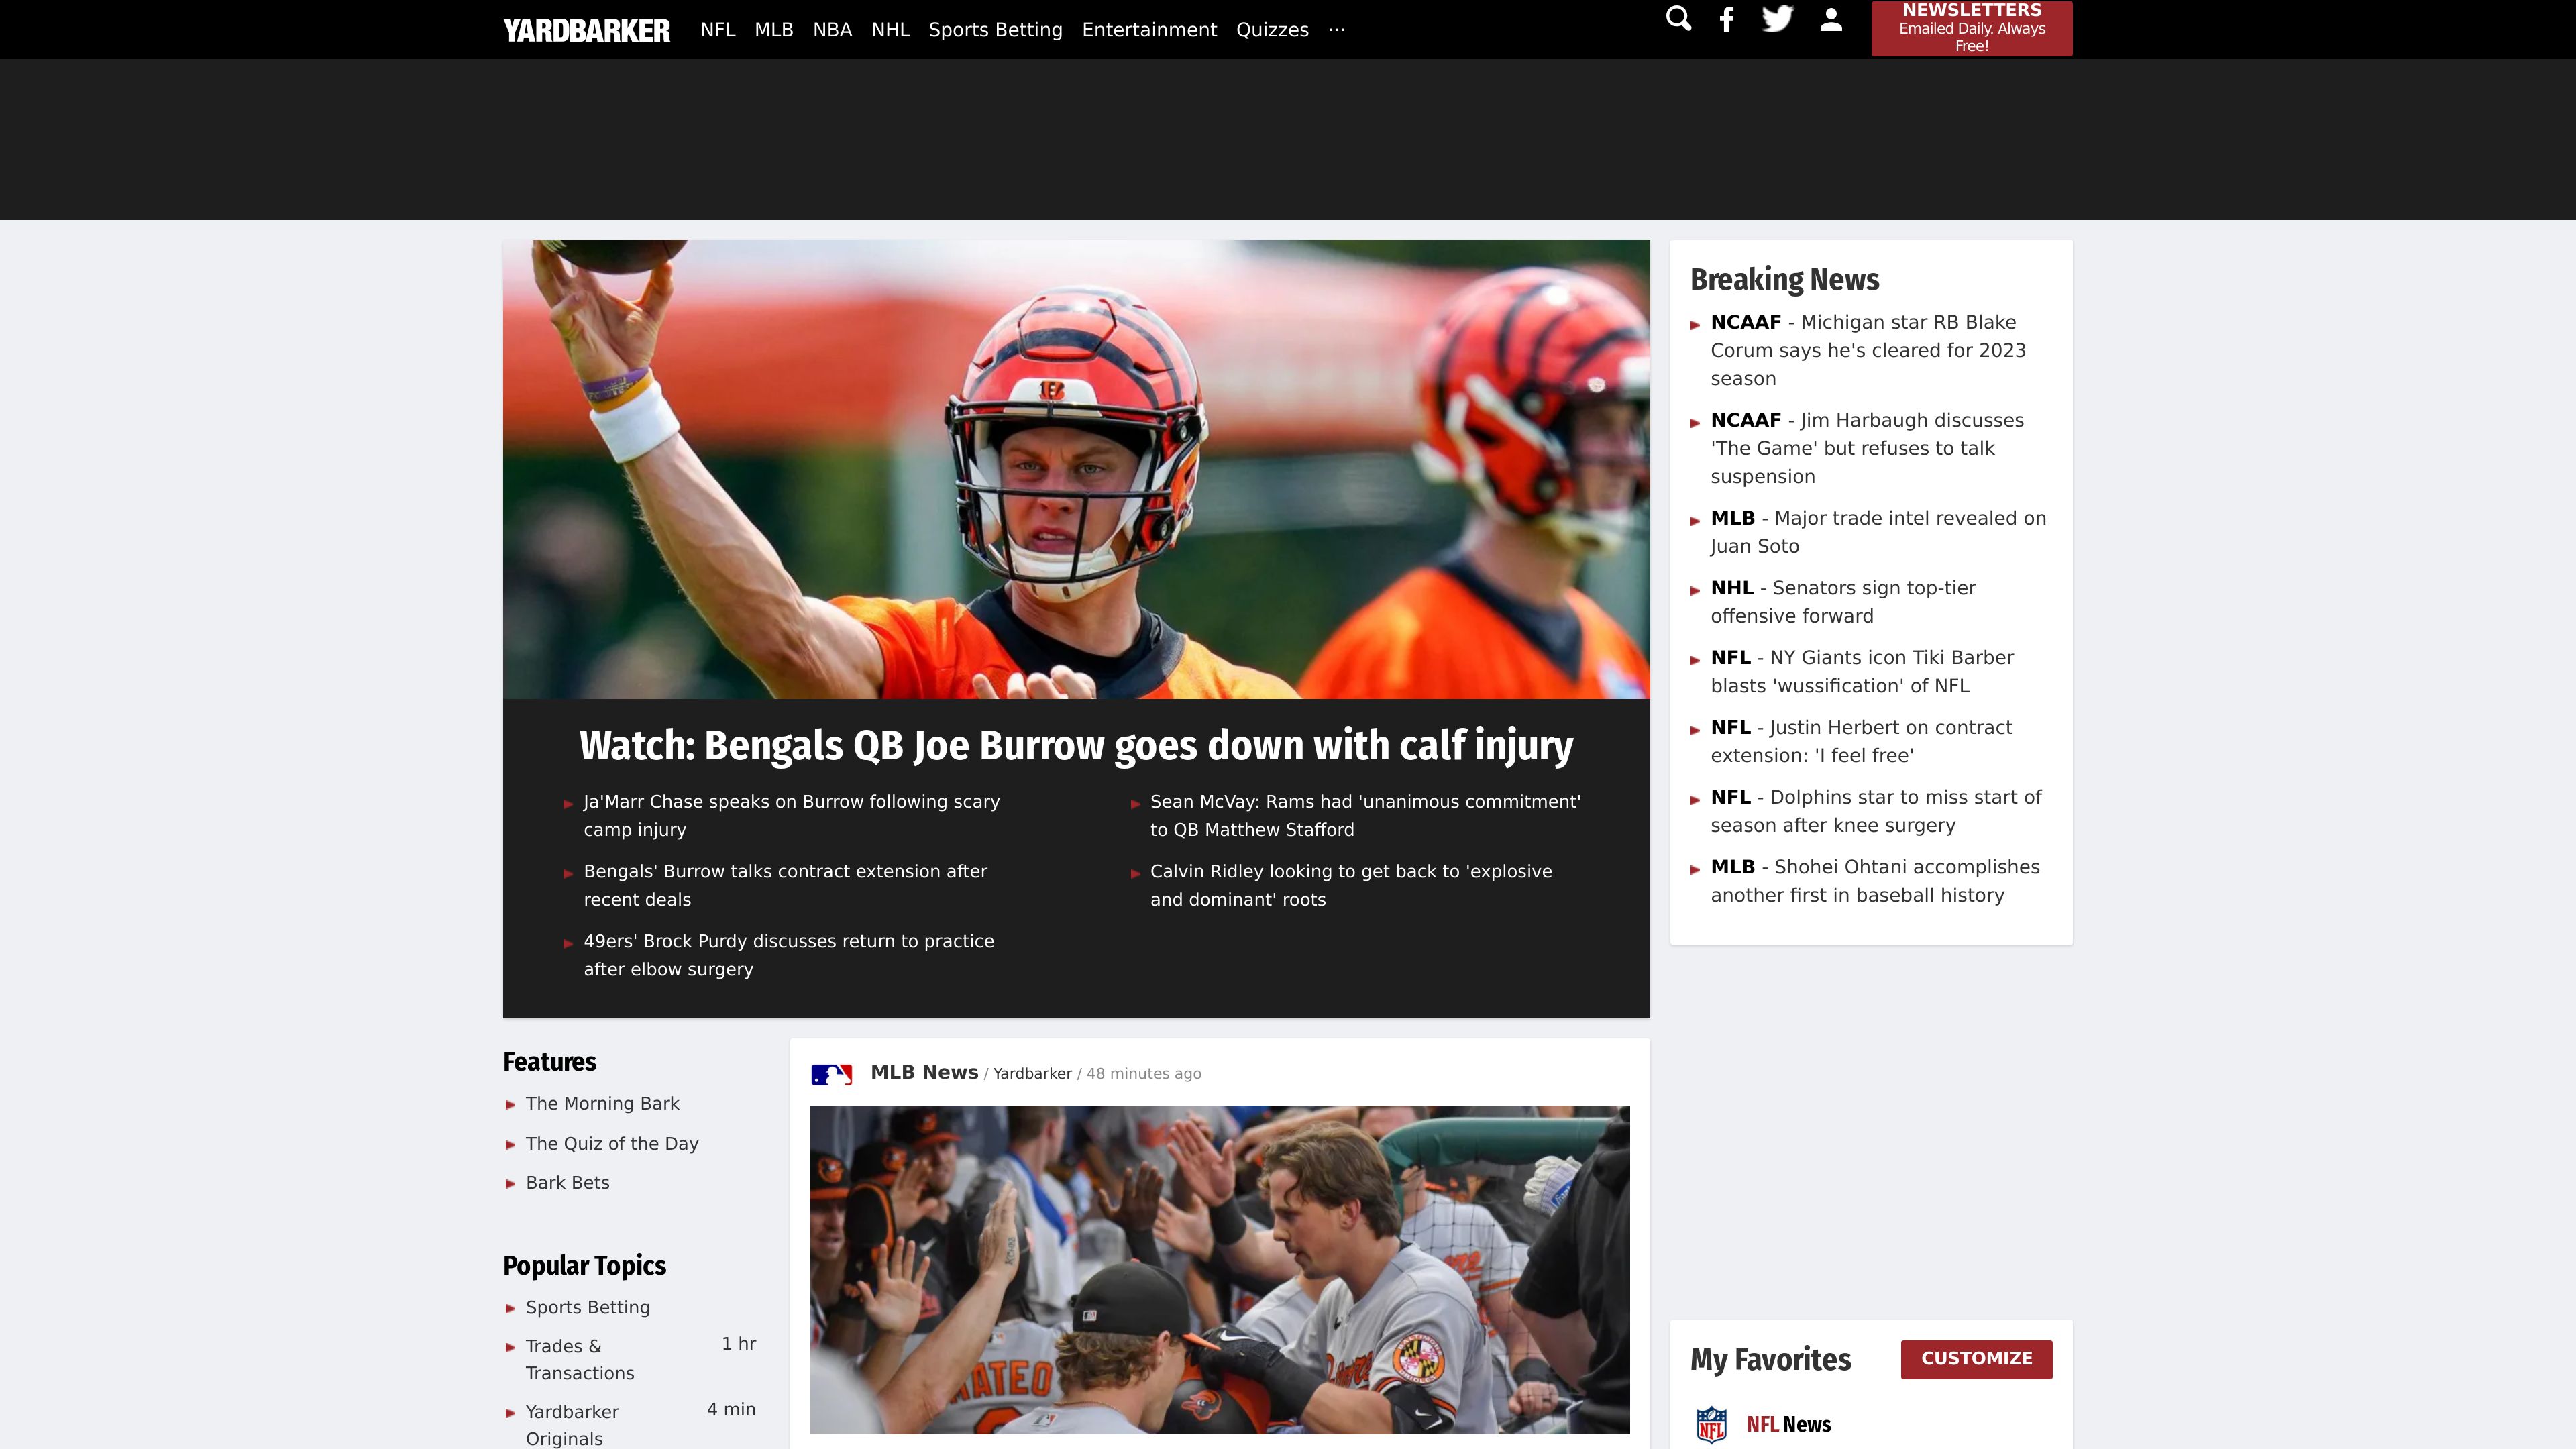 YARDBARKER NFL MLB NBA NHL Sports Betting Entertainment Quizzes ···
NEWSLETTERS
Emailed Daily. Always
Free!
Watch: Bengals QB Joe Burrow goes down with calf injury
Ja'Marr Chase speaks on Burrow following scary
camp injury
Bengals' Burrow talks contract extension after
recent deals
49ers' Brock Purdy discusses return to practice
after elbow surgery
Sean McVay: Rams had 'unanimous commitment'
to QB Matthew Stafford
Calvin Ridley looking to get back to 'explosive
and dominant' roots
Breaking News
NCAAF - Michigan star RB Blake
Corum says he's cleared for 2023
season
NCAAF - Jim Harbaugh discusses
'The Game' but refuses to talk
suspension
MLB - Major trade intel revealed on
Juan Soto
NHL - Senators sign top-tier
offensive forward
NFL - NY Giants icon Tiki Barber
blasts 'wussification' of NFL
NFL - Justin Herbert on contract
extension: 'I feel free'
NFL - Dolphins star to miss start of
season after knee surgery
MLB - Shohei Ohtani accomplishes
another first in baseball history
Features
The Morning Bark
The Quiz of the Day
Bark Bets
Popular Topics
Sports Betting
Trades & 1 hr
Transactions
Yardbarker 4 min
Originals
MLB News / Yardbarker / 48 minutes ago
MATEO
My Favorites
CUSTOMIZE
NFL
NFL News